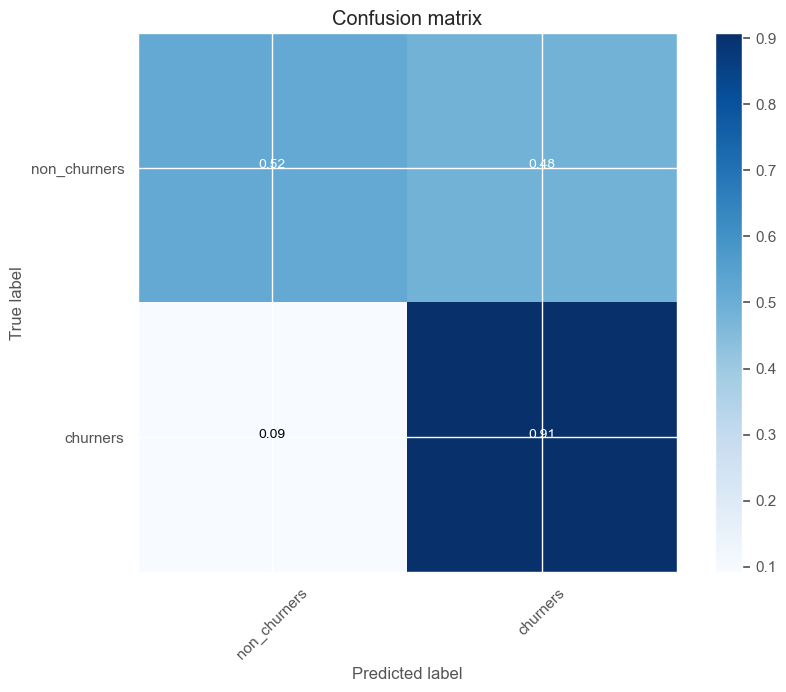 Confusion matrix
True label
non_churners
churners
0.52
0.48
0.09
0.91
non_churners
churners
Predicted label
0.9
0.8
0.7
0.6
0.5
0.4
0.3
0.2
0.1